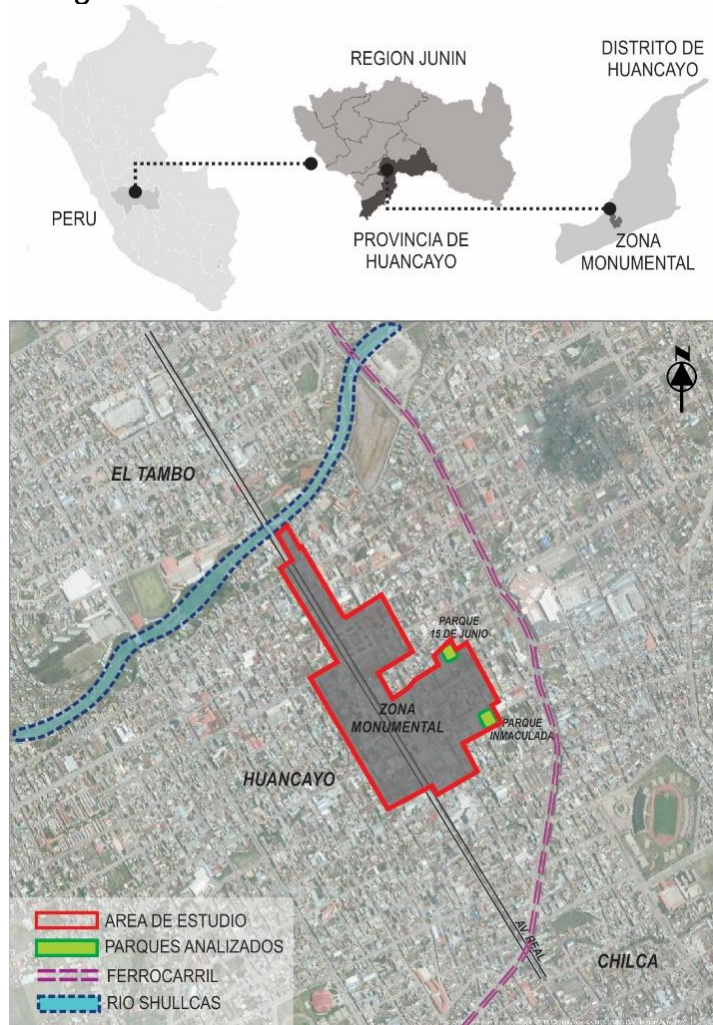 REGION JUNIN
DISTRITO DE
HUANCAYO
PERU
PROVINCIA DE
HUANCAYO
ZONA
MONUMENTAL
N
EL TAMBO
PARQUE
15 DE JUNIO
ZONA
MONUMENTAL
PARQUE
INMACULADA
HUANCAYO
AV. REAL
CHILCA
AREA DE ESTUDIO
PARQUES ANALIZADOS
FERROCARRIL
RIO SHULLCAS